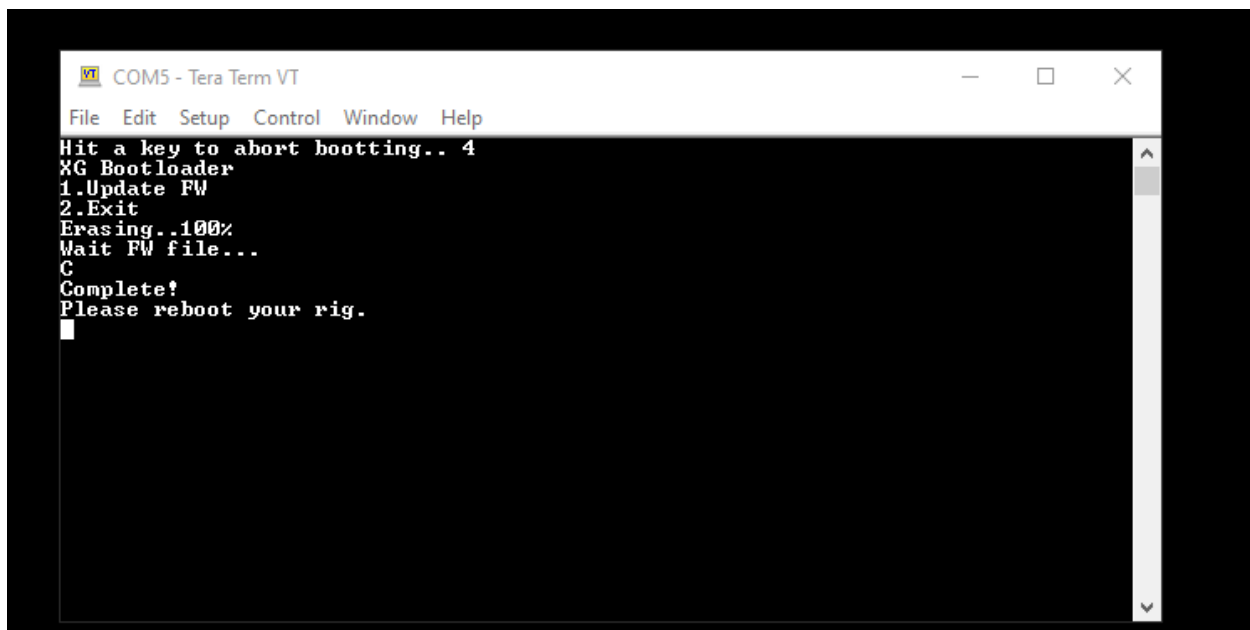 COM5 - Tera Term VT
File Edit Setup Control Window Help
Hit a key to abort bootting.. 4
XG Bootloader
1.Update FW
2.Exit
Erasing..100%
Wait FW file...
C
Complete!
Please reboot your rig.